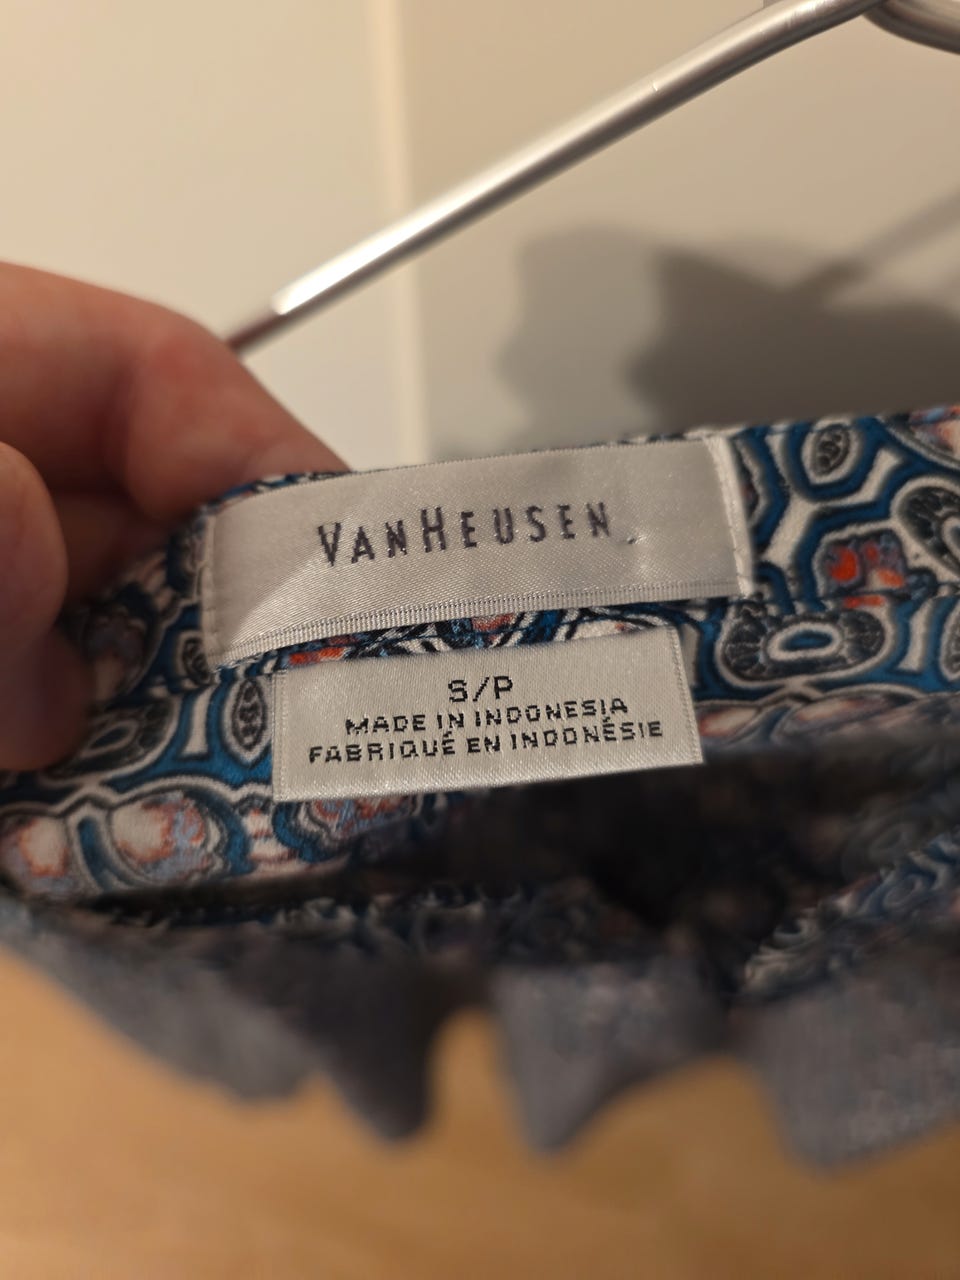 VANHEUSEN
S/P
MADE IN INDONESIA
FABRIQUÉ EN INDONÉSIE